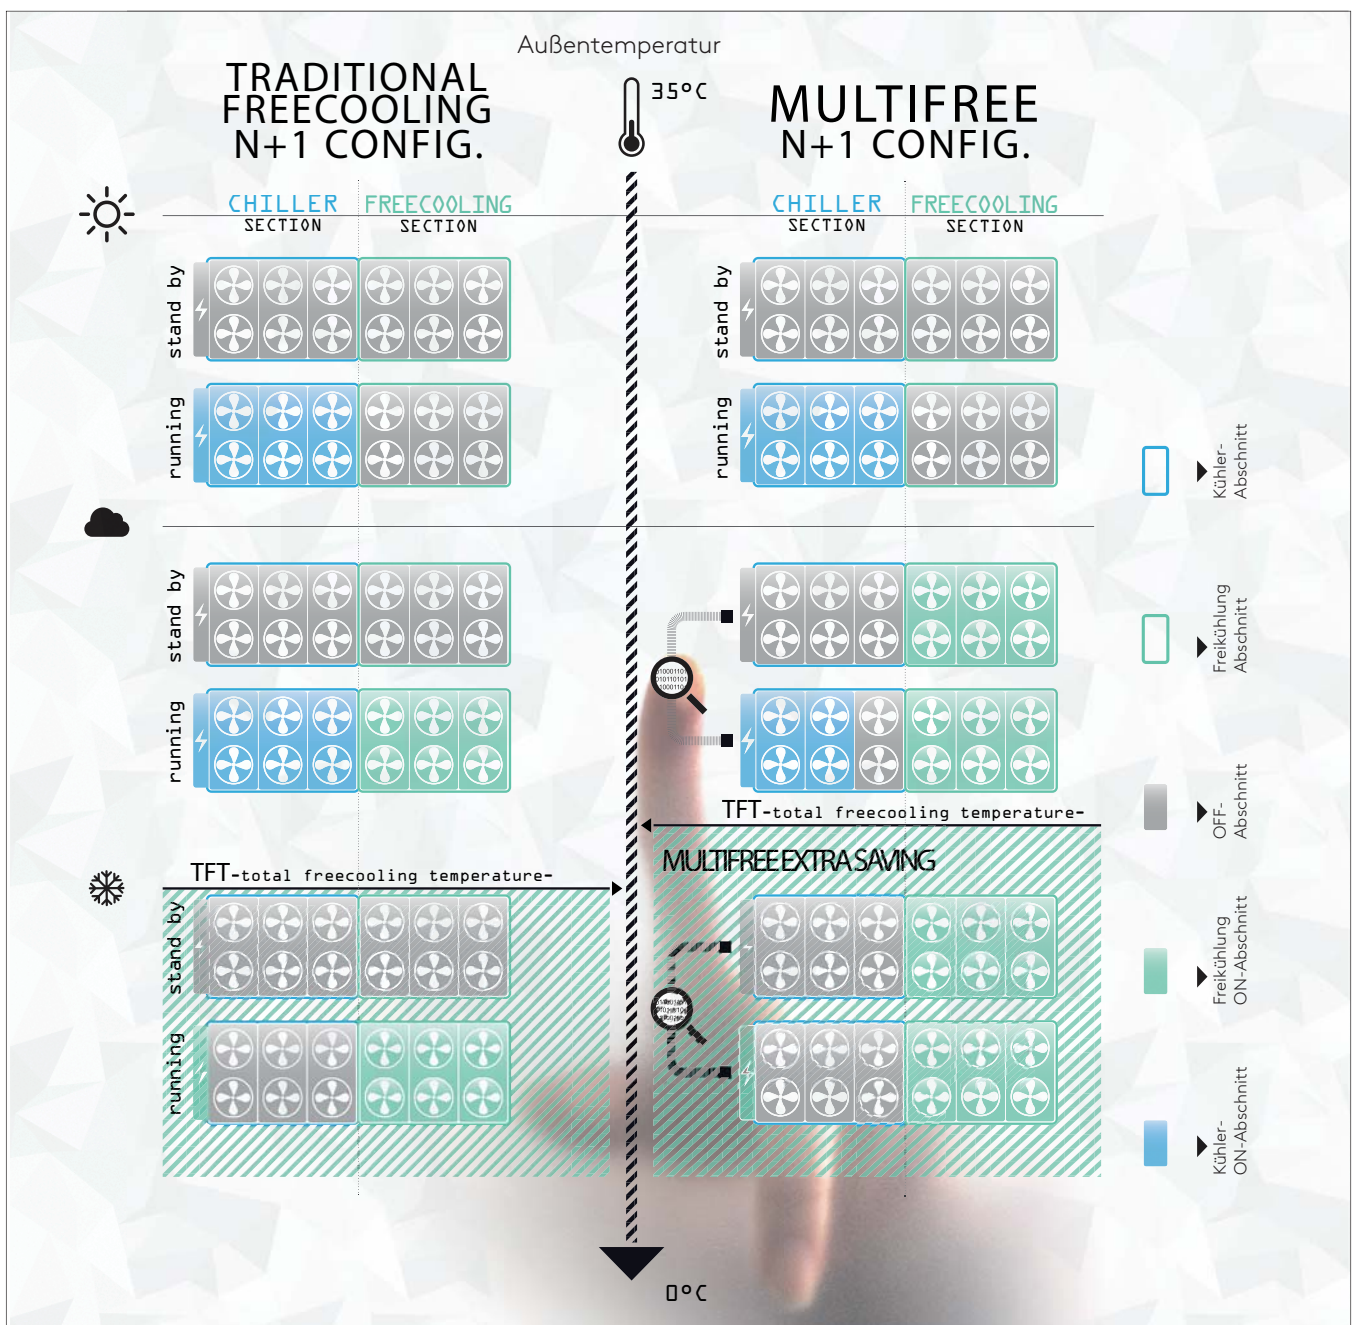 Außentemperatur
35°C
TRADITIONAL
FREECOOLING
N+1 CONFIG.
MULTIFREE
N+1 CONFIG.
CHILLER
SECTION
FREECOOLING
SECTION
CHILLER
SECTION
FREECOOLING
SECTION
stand by
running
stand by
running
stand by
running
stand by
running
TFT-total freecooling temperature-
MULTIFREE EXTRA SAVING
TFT-total freecooling temperature-
stand by
running
0°C
Kühler-
Abschnitt
Freikühlung
Abschnitt
OFF-
Abschnitt
Freikühlung
ON-Abschnitt
Kühler-
ON-Abschnitt